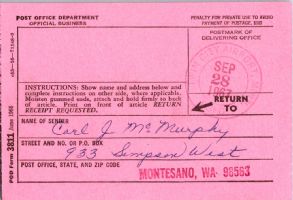 POST OFFICE DEPARTMENT
OFFICIAL BUSINESS
PENALTY FOR PRIVATE USE TO AVOID
PAYMENT OF POSTAGE, $300
POSTMARK OF
DELIVERING OFFICE
SEP
28
1967
INSTRUCTIONS: Show name and address below and
complete instructions on other side, where applicable.
Moisten gummed ends, attach and hold firmly to back
of article. Print on front of article RETURN
RECEIPT REQUESTED.
RETURN
TO
POD Form 3811 June 1966
NAME OF SENDER
Carl J McMurphy
STREET AND NO. OR P.O. BOX
933 Simpson West
POST OFFICE, STATE, AND ZIP CODE
MONTESANO, WA 98563